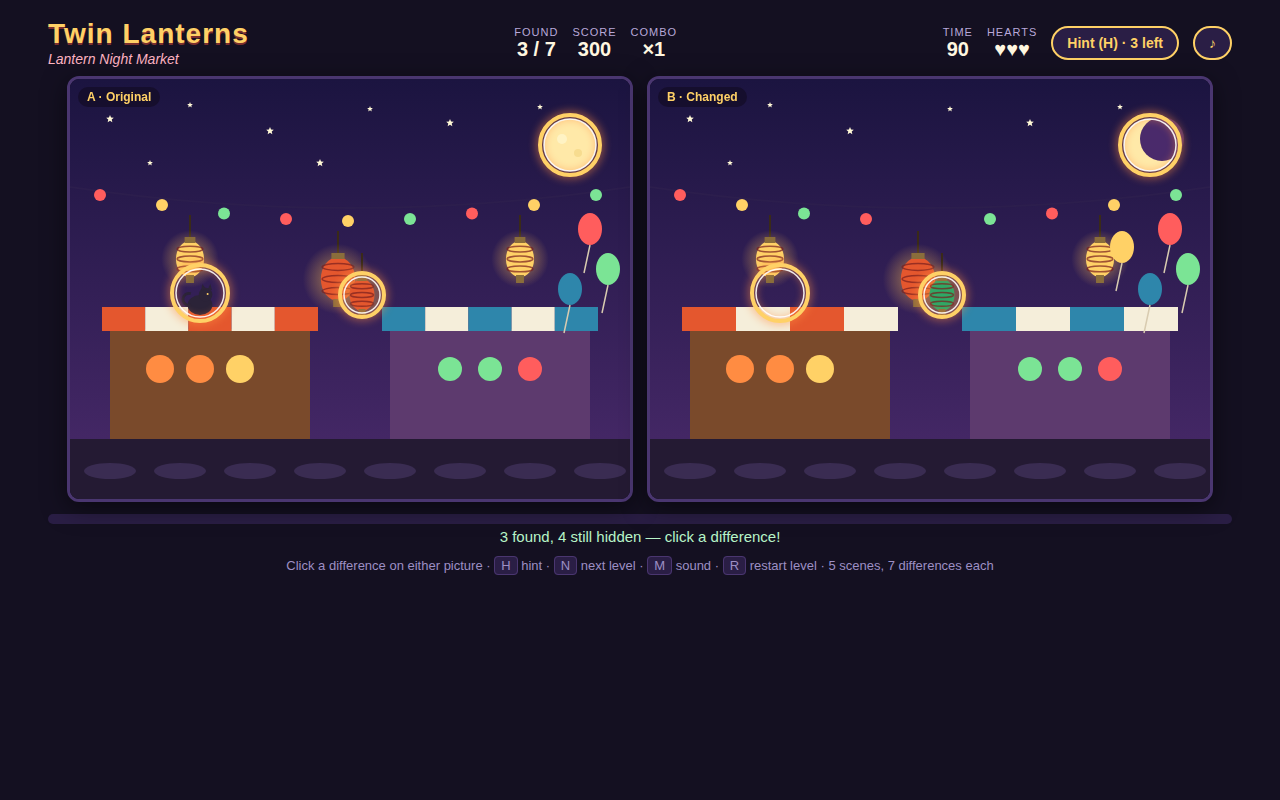 Twin Lanterns
Lantern Night Market
FOUND
3 / 7
SCORE
300
COMBO
×1
TIME
90
HEARTS
♥♥♥
Hint (H) · 3 left
♪
A · Original
B · Changed
3 found, 4 still hidden — click a difference!
Click a difference on either picture · H hint · N next level · M sound · R restart level · 5 scenes, 7 differences each